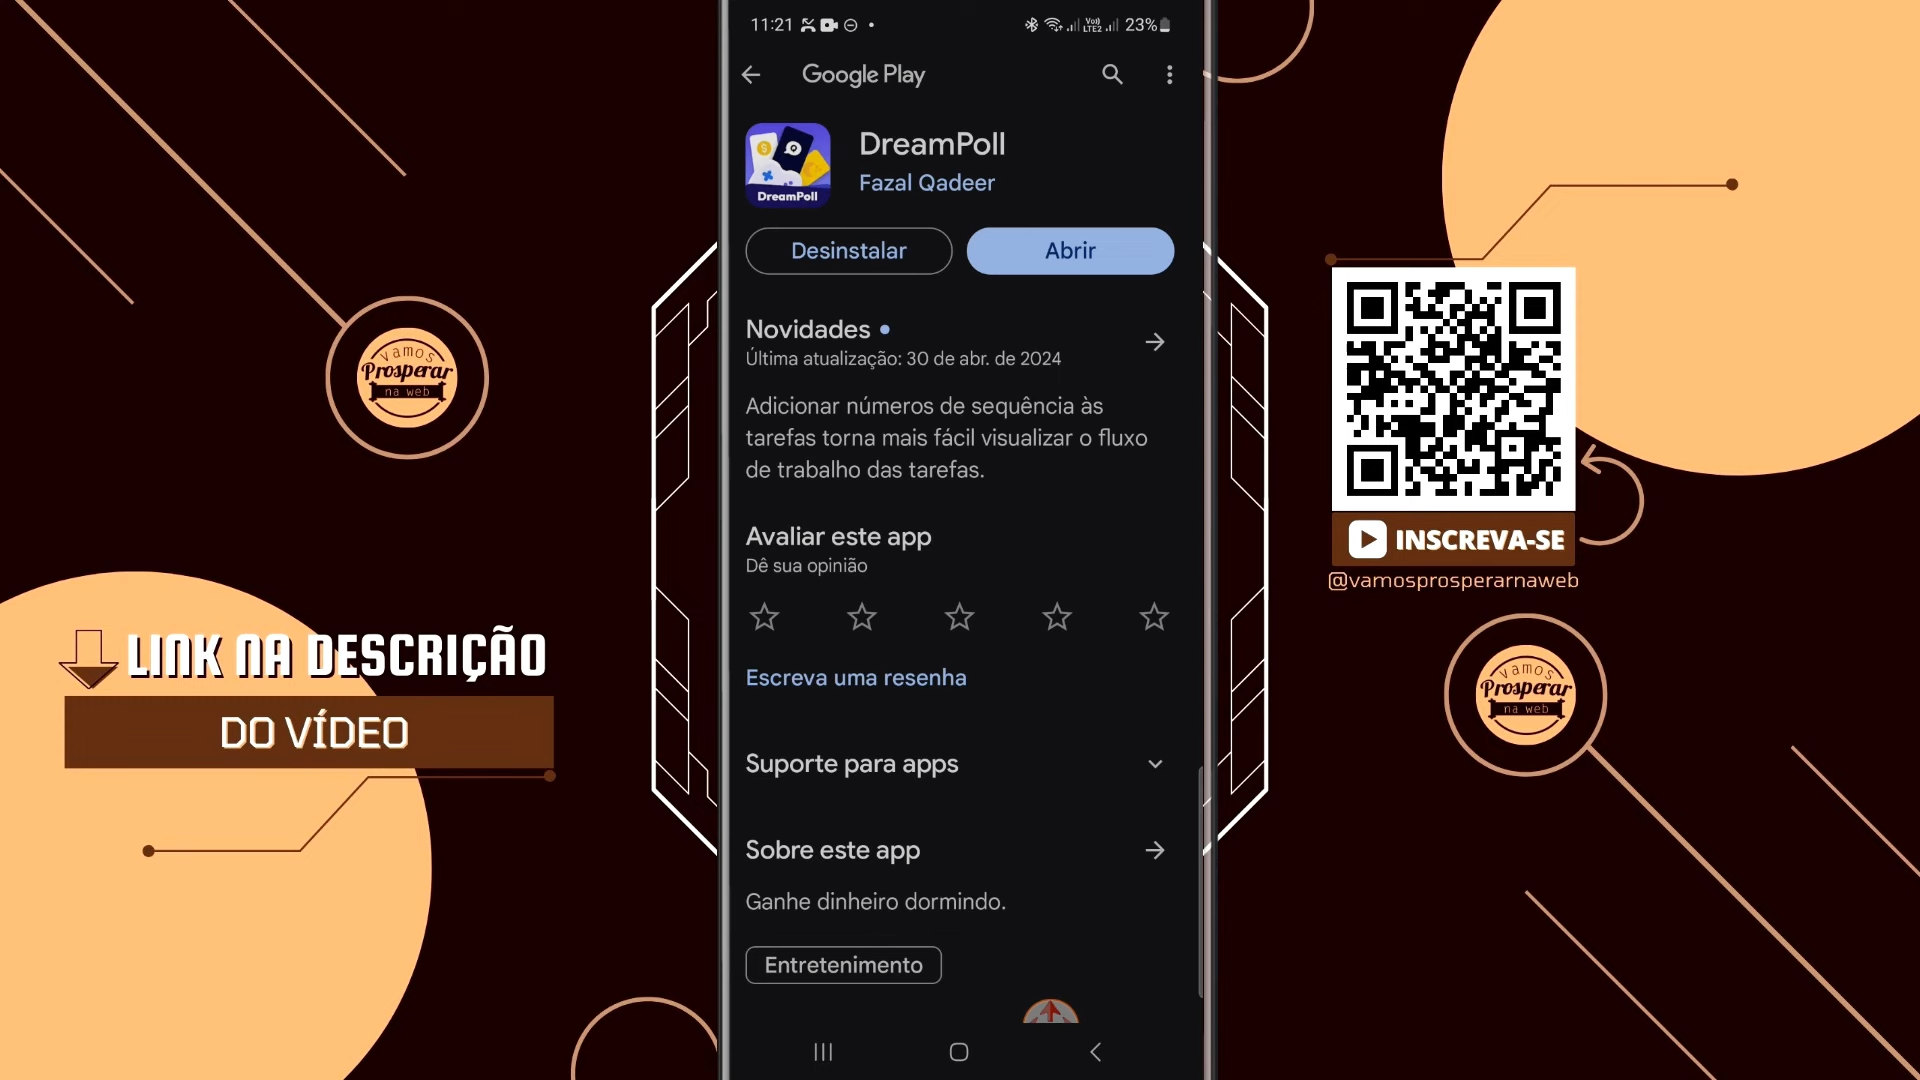 11:21
Vo))
LTE2
23%
Google Play
DreamPoll
DreamPoll
Fazal Qadeer
Desinstalar
Abrir
Novidades
Última atualização: 30 de abr. de 2024
Adicionar números de sequência às
tarefas torna mais fácil visualizar o fluxo
de trabalho das tarefas.
Avaliar este app
Dê sua opinião
Escreva uma resenha
Suporte para apps
Sobre este app
Ganhe dinheiro dormindo.
Entretenimento
vamos
Prosperar
na web
LINK NA DESCRIÇÃO
DO VÍDEO
INSCREVA-SE
@vamosprosperarnaweb
vamos
Prosperar
na web